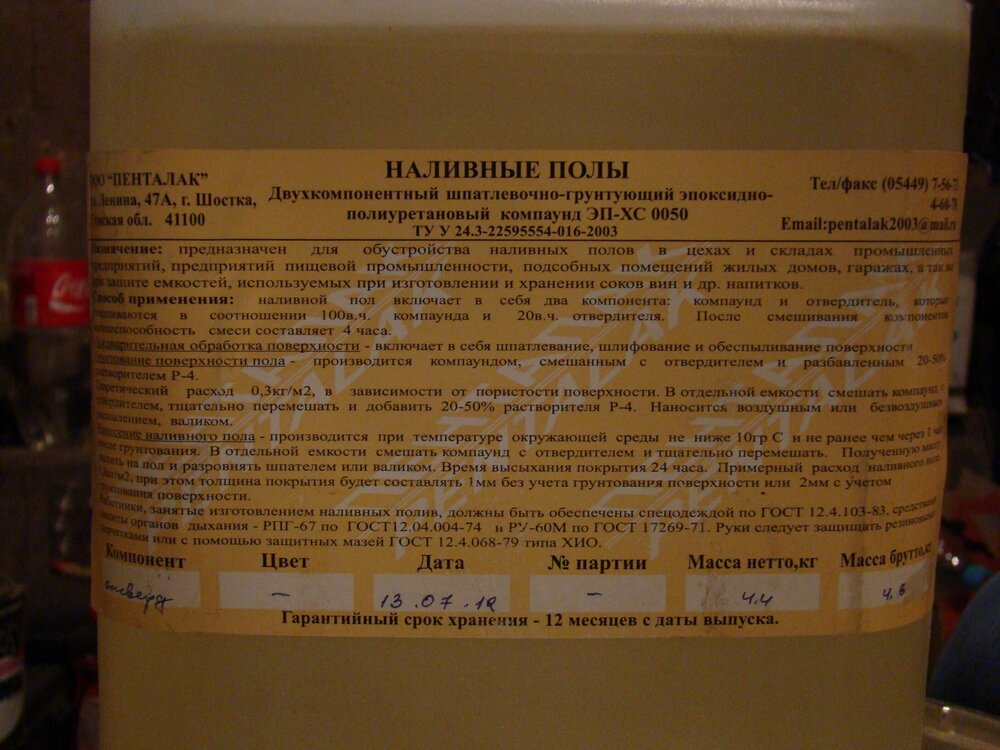 НАЛИВНЫЕ ПОЛЫ
ООО “ПЕНТАЛАК”
Ленина, 47А, г. Шостка,
обл. 41100
Двухкомпонентный шпатлевочно-грунтующий эпоксидно-
полиуретановый компаунд ЭП-ХС 0050
ТУ У 24.3-22595554-016-2003
Тел/факс (05449) 7-56-
4-60-
Email:pentalak2003@mail.
Назначение: предназначен для обустройства наливных полов в цехах и складах промышленных
предприятий, предприятий пищевой промышленности, подсобных помещений жилых домов, гаражах, а так
при защите емкостей, используемых при изготовлении и хранении соков вин и др. напитков.
Способ применения: наливной пол включает в себя два компонента: компаунд и отвердитель, которые
смешиваются в соотношении 100в.ч. компаунда и 20в.ч. отвердителя. После смешивания компонентов
смеси составляет 4 часа.
Предварительная обработка поверхности - включает в себя шпатлевание, шлифование и обеспыливание поверхности
Грунтование поверхности пола - производится компаундом, смешанным с отвердителем и разбавленным 20-50%
растворителем Р-4.
Теоретический расход 0,3кг/м2, в зависимости от пористости поверхности. В отдельной емкости смешать компаунд с
отвердителем, тщательно перемешать и добавить 20-50% растворителя Р-4. Наносится воздушным или безвоздушным
распылением, валиком.
Нанесение наливного пола - производится при температуре окружающей среды не ниже 10гр С и не ранее чем через 1 час
после грунтования. В отдельной емкости смешать компаунд с отвердителем и тщательно перемешать. Полученную массу
вылить на пол и разровнять шпателем или валиком. Время высыхания покрытия 24 часа. Примерный расход наливного пола
кг/м2, при этом толщина покрытия будет составлять 1мм без учета грунтования поверхности или 2мм с учетом
грунтования поверхности.
Работники, занятые изготовлением наливных полив, должны быть обеспечены спецодеждой по ГОСТ 12.4.103-83, средствами
защиты органов дыхания - РПГ-67 по ГОСТ12.04.004-74 и РУ-60М по ГОСТ 17269-71. Руки следует защищать резиновыми
перчатками или с помощью защитных мазей ГОСТ 12.4.068-79 типа ХИО.
Компонент Цвет Дата № партии Масса нетто,кг Масса брутто,кг
отверд - 13.07.12 - 4.4 4.6
Гарантийный срок хранения - 12 месяцев с даты выпуска.